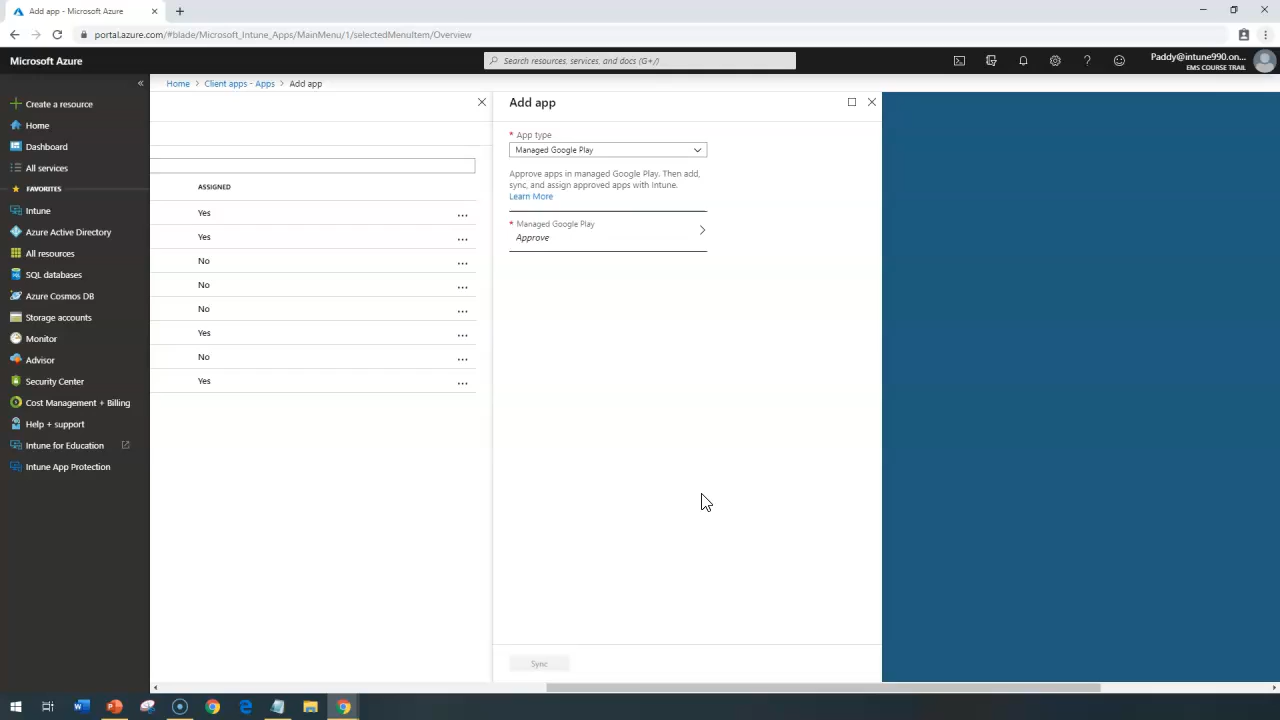 Add app - Microsoft Azure
portal.azure.com/#blade/Microsoft_Intune_Apps/MainMenu/1/selectedMenuItem/Overview
Microsoft Azure
Search resources, services, and docs (G+/)
Paddy@intune990.on...
EMS COURSE TRAIL
Home > Client apps - Apps > Add app
Create a resource
Home
Dashboard
All services
FAVORITES
Intune
Azure Active Directory
All resources
SQL databases
Azure Cosmos DB
Storage accounts
Monitor
Advisor
Security Center
Cost Management + Billing
Help + support
Intune for Education
Intune App Protection
ASSIGNED
Yes
Yes
No
No
No
Yes
No
Yes
Add app
* App type
Managed Google Play
Approve apps in managed Google Play. Then add,
sync, and assign approved apps with Intune.
Learn More
* Managed Google Play
Approve
Sync